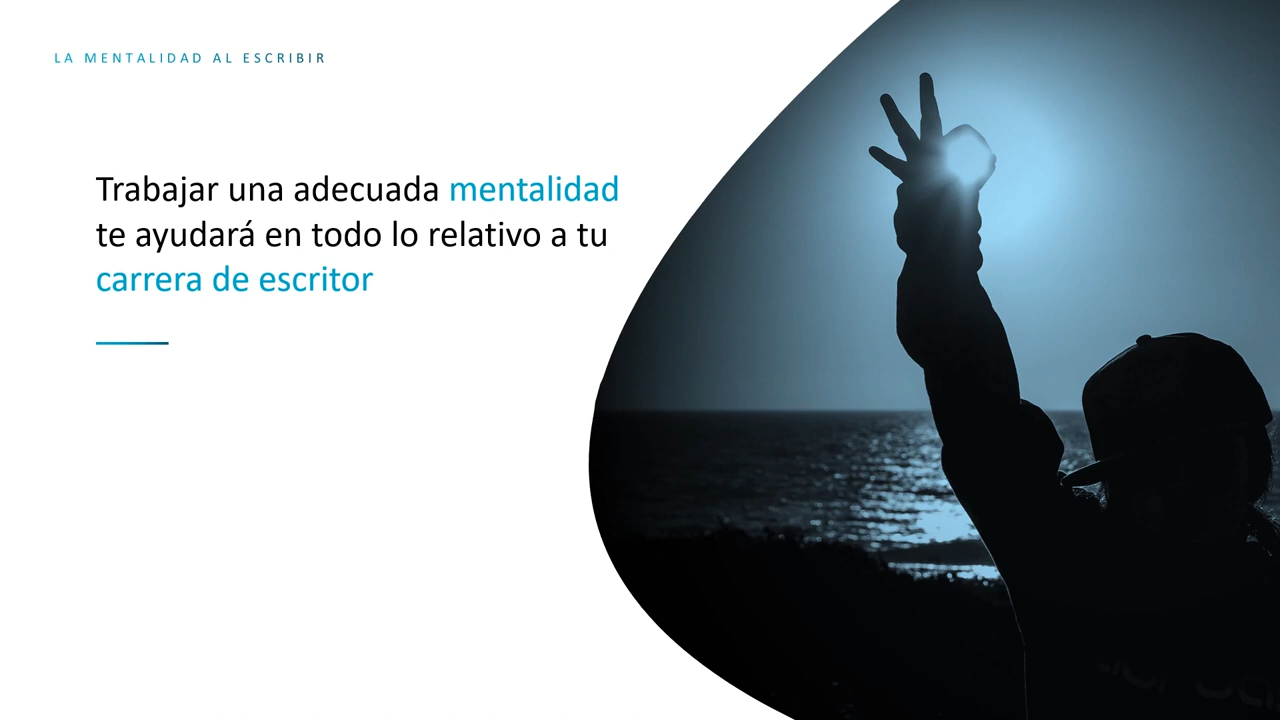 LA MENTALIDAD AL ESCRIBIR
Trabajar una adecuada mentalidad
te ayudará en todo lo relativo a tu
carrera de escritor